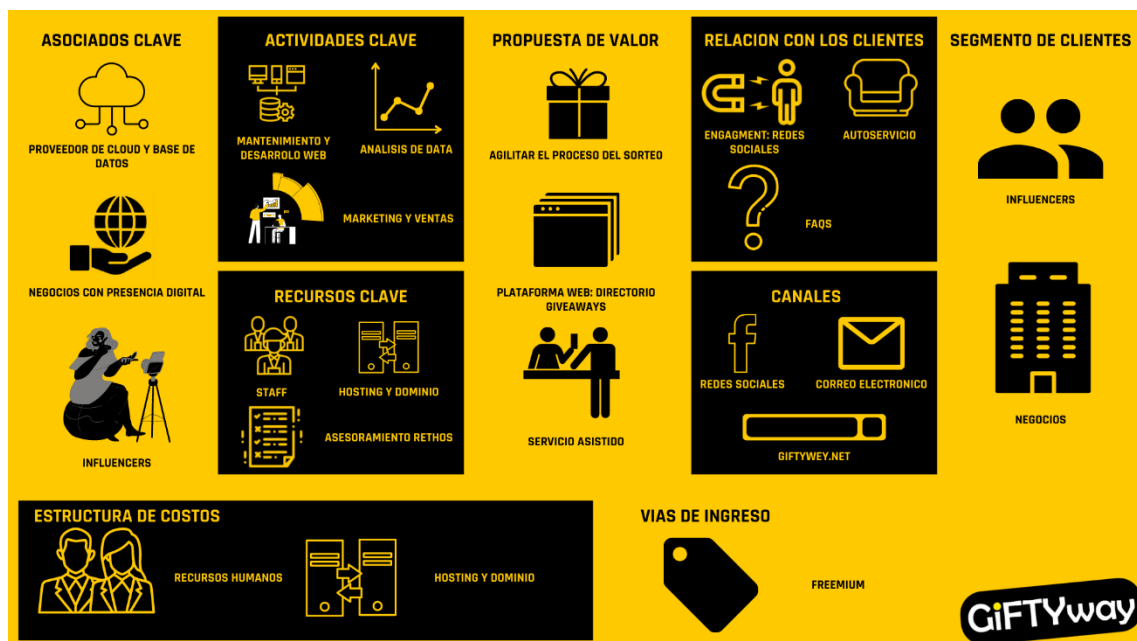 ASOCIADOS CLAVE
PROVEEDOR DE CLOUD Y BASE DE
DATOS
NEGOCIOS CON PRESENCIA DIGITAL
INFLUENCERS
ACTIVIDADES CLAVE
MANTENIMIENTO Y
DESARROLO WEB
ANALISIS DE DATA
MARKETING Y VENTAS
RECURSOS CLAVE
STAFF
HOSTING Y DOMINIO
ASESORAMIENTO RETHOS
PROPUESTA DE VALOR
AGILITAR EL PROCESO DEL SORTEO
PLATAFORMA WEB: DIRECTORIO
GIVEAWAYS
SERVICIO ASISTIDO
RELACION CON LOS CLIENTES
ENGAGMENT: REDES
SOCIALES
AUTOSERVICIO
FAQS
CANALES
REDES SOCIALES
CORREO ELECTRONICO
GIFTYWEY.NET
SEGMENTO DE CLIENTES
INFLUENCERS
NEGOCIOS
ESTRUCTURA DE COSTOS
RECURSOS HUMANOS
HOSTING Y DOMINIO
VIAS DE INGRESO
FREEMIUM
GiFTYway